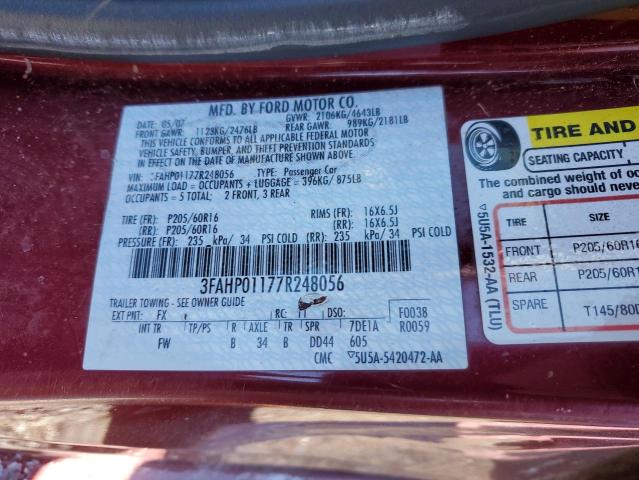 MFD. BY FORD MOTOR CO.
DATE: 05/07 GVWR: 2106KG/4643LB
FRONT GAWR: 1123KG/2476LB REAR GAWR: 989KG/2181LB
THIS VEHICLE CONFORMS TO ALL APPLICABLE FEDERAL MOTOR
VEHICLE SAFETY, BUMPER, AND THEFT PREVENTION STANDARDS
IN EFFECT ON THE DATE OF MANUFACTURE SHOWN ABOVE.
VIN: 3FAHP01177R248056 TYPE: Passenger Car
MAXIMUM LOAD = OCCUPANTS + LUGGAGE = 396KG/ 875LB
OCCUPANTS = 5 TOTAL: 2 FRONT, 3 REAR
TIRE (FR): P205/60R16 RIMS (FR): 16X6.5J
(RR): P205/60R16 (RR): 16X6.5J
PRESSURE (FR): 235 kPa/ 34 PSI COLD (RR): 235 kPa/ 34 PSI COLD
3FAHP01177R248056
TRAILER TOWING - SEE OWNER GUIDE
EXT PNT: FX RC: DSO: F0038
INT TR TP/PS R AXLE TR SPR 7DE1A R0059
FW B 34 B DD44 605
CMC ▽5U5A-5420472-AA
▽5U5A-1532-AA (TLU)
TIRE AND
SEATING CAPACITY
The combined weight of oc
and cargo should neve
TIRE SIZE
FRONT P205/60R16
REAR P205/60R1
SPARE T145/80D